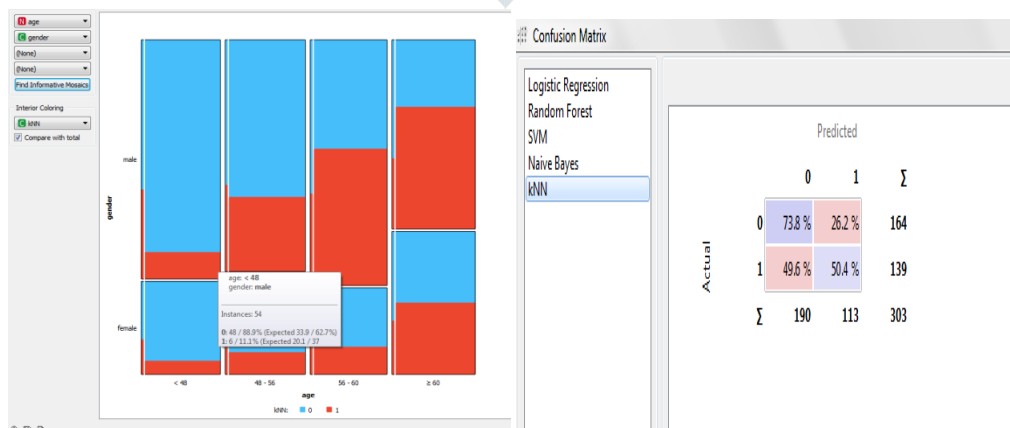 N age
C gender
(None)
(None)
Find Informative Mosaics
Interior Coloring
C kNN
Compare with total
gender
male
female
age: < 48
gender: male
Instances: 54
0: 48 / 88.9% (Expected 33.9 / 62.7%)
1: 6 / 11.1% (Expected 20.1 / 37
< 48 48 - 56 56 - 60 ≥ 60
age
kNN: 0 1
Confusion Matrix
Logistic Regression
Random Forest
SVM
Naive Bayes
kNN
Predicted
0 1 Σ
Actual
0 73.8 % 26.2 % 164
1 49.6 % 50.4 % 139
Σ 190 113 303